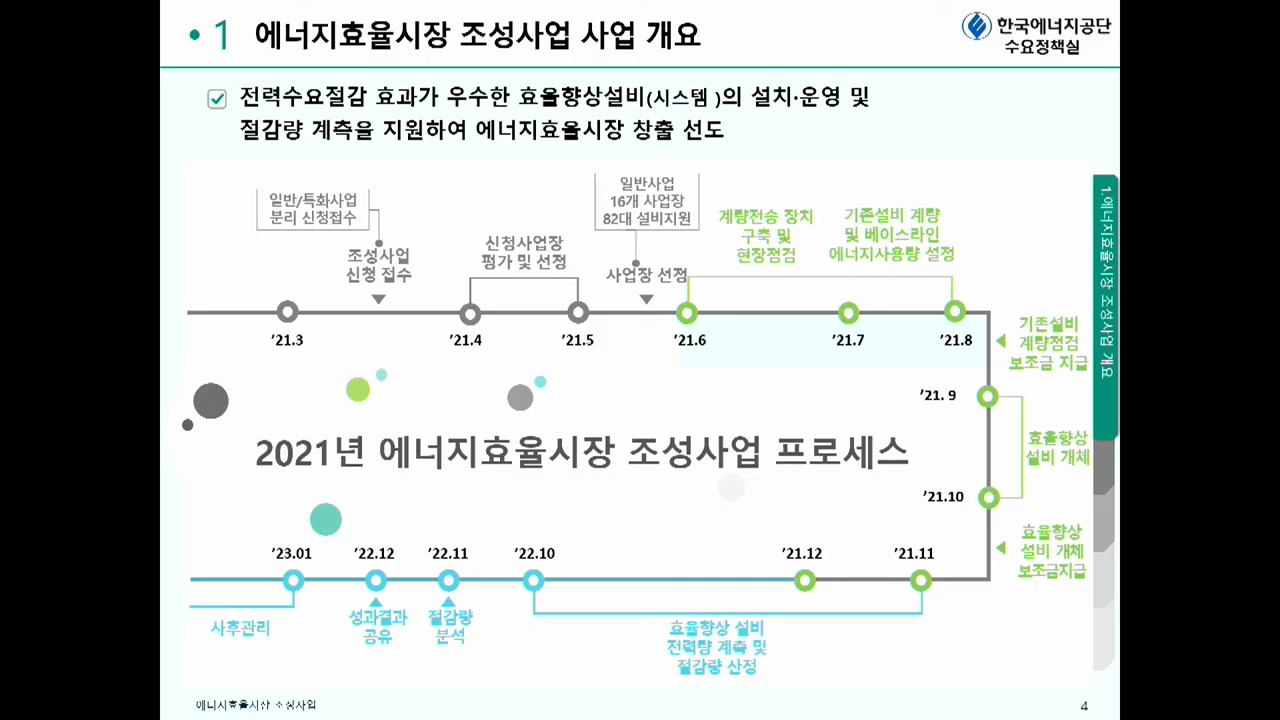 1 에너지효율시장 조성사업 사업 개요
한국에너지공단
수요정책실
전력수요절감 효과가 우수한 효율향상설비(시스템 )의 설치·운영 및
절감량 계측을 지원하여 에너지효율시장 창출 선도
일반/특화사업
분리 신청접수
조성사업
신청 접수
신청사업장
평가 및 선정
일반사업
16개 사업장
82대 설비지원
사업장 선정
계량전송 장치
구축 및
현장점검
기존설비 계량
및 베이스라인
에너지사용량 설정
’21.3
’21.4
’21.5
’21.6
’21.7
’21.8
기존설비
계량점검
보조금 지급
1.에너지효율시장 조성사업 개요
’21. 9
효율향상
설비 개체
’21.10
2021년 에너지효율시장 조성사업 프로세스
효율향상
설비 개체
보조금지급
’23.01
’22.12
’22.11
’22.10
’21.12
’21.11
사후관리
성과결과
공유
절감량
분석
효율향상 설비
전력량 계측 및
절감량 산정
조성사업
4